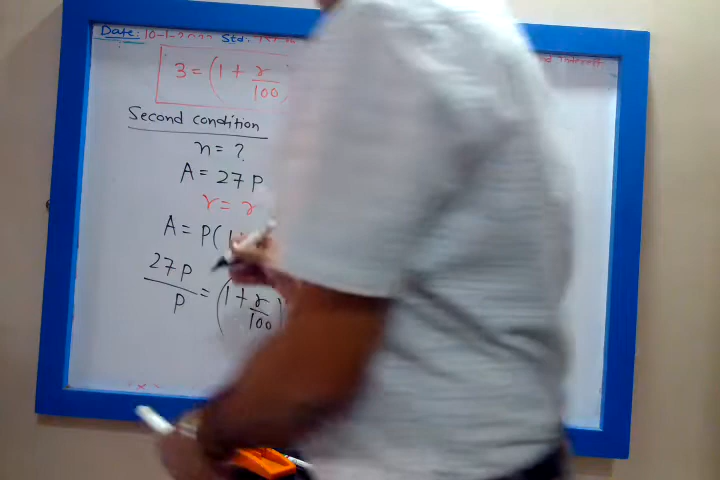 Date: 10-1-2022 Std.
3 = (1 + r/100
Second condition
n = ?
A = 27 P
r = r
A = P(1+
27P/P = (1 + r/100)